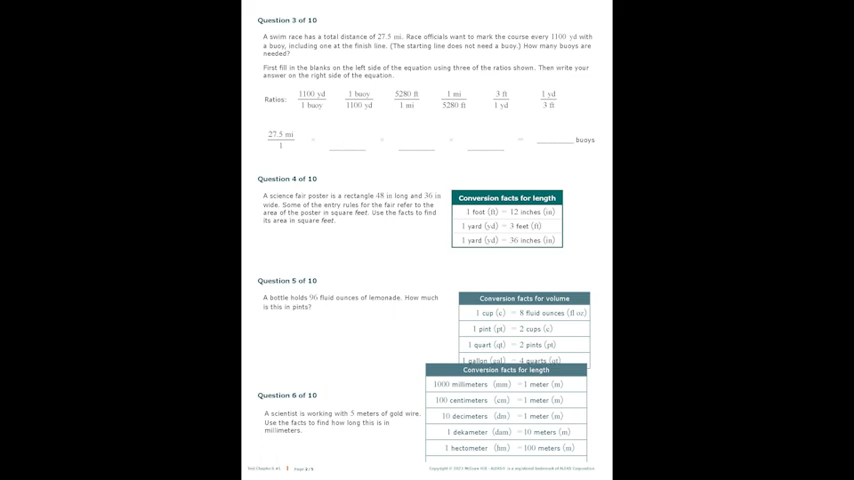 Question 3 of 10
A swim race has a total distance of 27.5 mi. Race officials want to mark the course every 1100 yd with
a buoy, including one at the finish line. (The starting line does not need a buoy.) How many buoys are
needed?
First fill in the blanks on the left side of the equation using three of the ratios shown. Then write your
answer on the right side of the equation.
Ratios: 1100 yd/1 buoy 1 buoy/1100 yd 5280 ft/1 mi 1 mi/5280 ft 3 ft/1 yd 1 yd/3 ft
27.5 mi/1 × ____ × ____ × ____ = ____ buoys
Question 4 of 10
A science fair poster is a rectangle 48 in long and 36 in
wide. Some of the entry rules for the fair refer to the
area of the poster in square feet. Use the facts to find
its area in square feet.
Conversion facts for length
1 foot (ft) = 12 inches (in)
1 yard (yd) = 3 feet (ft)
1 yard (yd) = 36 inches (in)
Question 5 of 10
A bottle holds 96 fluid ounces of lemonade. How much
is this in pints?
Conversion facts for volume
1 cup (c) = 8 fluid ounces (fl oz)
1 pint (pt) = 2 cups (c)
1 quart (qt) = 2 pints (pt)
1 gallon (gal) = 4 quarts (qt)
Question 6 of 10
A scientist is working with 5 meters of gold wire.
Use the facts to find how long this is in
millimeters.
Conversion facts for length
1000 millimeters (mm) = 1 meter (m)
100 centimeters (cm) = 1 meter (m)
10 decimeters (dm) = 1 meter (m)
1 dekameter (dam) = 10 meters (m)
1 hectometer (hm) = 100 meters (m)